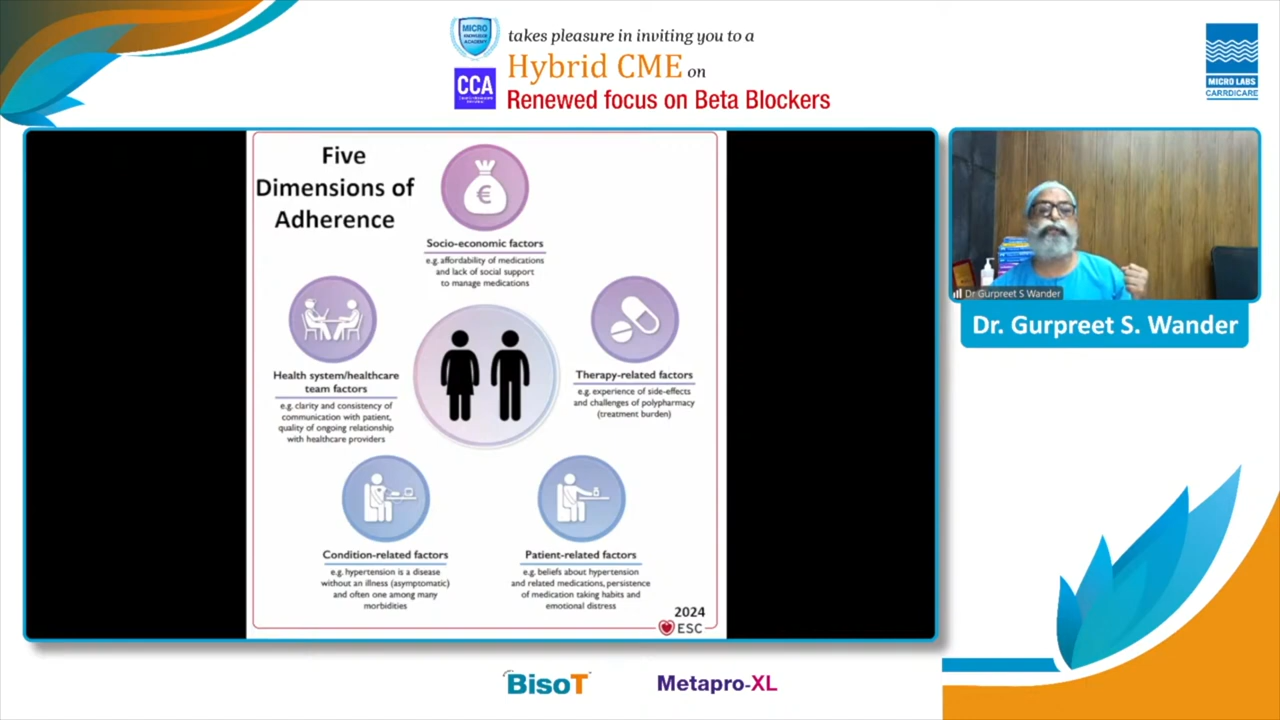 MICRO
KNOWLEDGE
ACADEMY
takes pleasure in inviting you to a
CCA
Hybrid CME on
Renewed focus on Beta Blockers
MICRO LABS
CARRDICARE
Five
Dimensions of
Adherence
€
Socio-economic factors
e.g. affordability of medications
and lack of social support
to manage medications
Health system/healthcare
team factors
e.g. clarity and consistency of
communication with patient,
quality of ongoing relationship
with healthcare providers
Therapy-related factors
e.g. experience of side-effects
and challenges of polypharmacy
(treatment burden)
Condition-related factors
e.g. hypertension is a disease
without an illness (asymptomatic)
and often one among many
morbidities
Patient-related factors
e.g. beliefs about hypertension
and related medications, persistence
of medication taking habits and
emotional distress
2024
ESC
Dr Gurpreet S Wander
Dr. Gurpreet S. Wander
BisoT
Metapro-XL